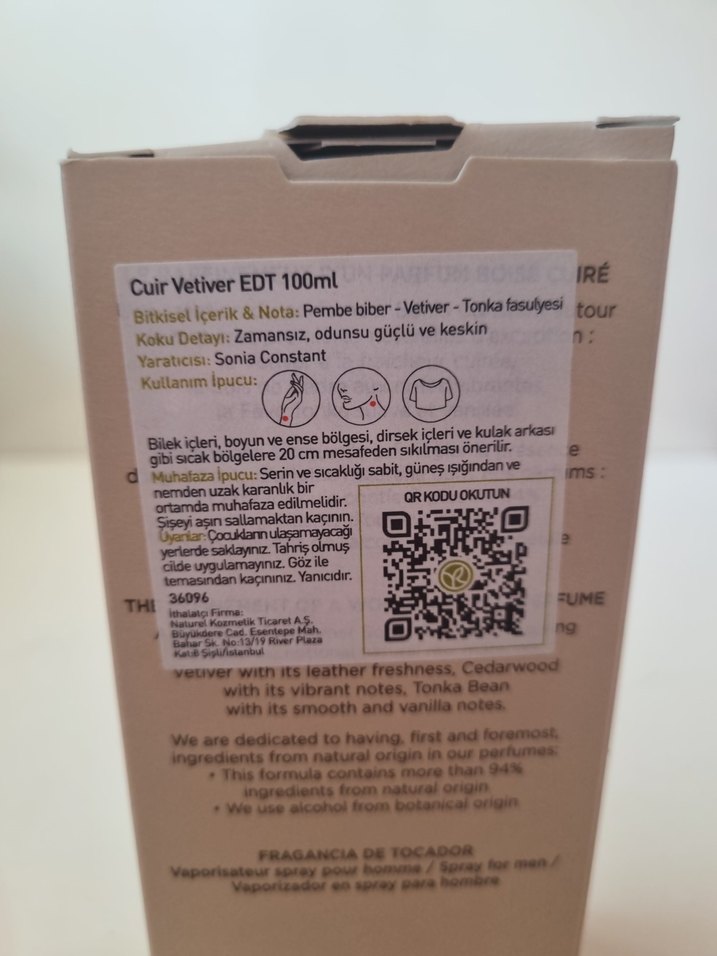 Cuir Vetiver EDT 100ml
Bitkisel İçerik & Nota: Pembe biber - Vetiver - Tonka fasulyesi
Koku Detayı: Zamansız, odunsu güçlü ve keskin
Yaratıcısı: Sonia Constant
Kullanım İpucu:
Bilek içleri, boyun ve ense bölgesi, dirsek içleri ve kulak arkası
gibi sıcak bölgelere 20 cm mesafeden sıkılması önerilir.
Muhafaza İpucu: Serin ve sıcaklığı sabit, güneş ışığından ve
nemden uzak karanlık bir
ortamda muhafaza edilmelidir.
Şişeyi aşırı sallamaktan kaçının.
Uyarılar: Çocukların ulaşamayacağı
yerlerde saklayınız. Tahriş olmuş
cilde uygulamayınız. Göz ile
temasından kaçınınız. Yanıcıdır.
36096
İthalatçı Firma:
Naturel Kozmetik Ticaret A.Ş.
Büyükdere Cad. Esentepe Mah.
Bahar Sk. No:13/19 River Plaza
Kat:8 Şişli/İstanbul
QR KODU OKUTUN
tour
vetiver with its leather freshness, Cedarwood
with its vibrant notes, Tonka Bean
with its smooth and vanilla notes.
We are dedicated to having, first and foremost,
ingredients from natural origin in our perfumes:
• This formula contains more than 94%
ingredients from natural origin
• We use alcohol from botanical origin
FRAGANCIA DE TOCADOR
Vaporisateur spray pour homme / Spray for men /
Vaporizador en spray para hombre